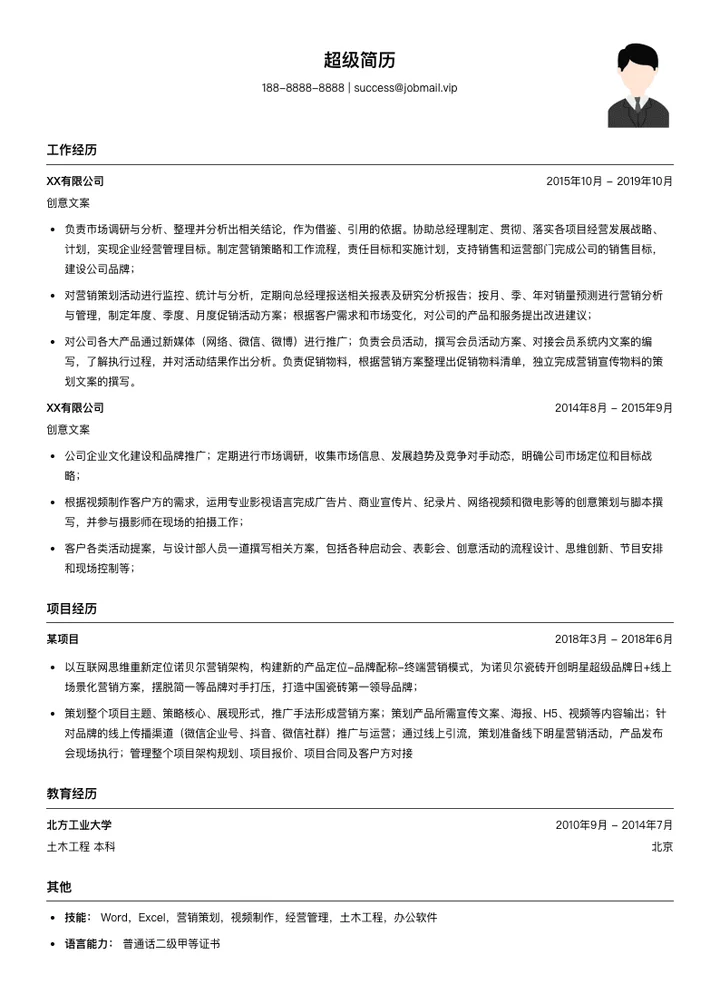 超级简历
188-8888-8888 | success@jobmail.vip
工作经历
XX有限公司 2015年10月 – 2019年10月
创意文案
• 负责市场调研与分析、整理并分析出相关结论，作为借鉴、引用的依据。协助总经理制定、贯彻、落实各项目经营发展战略、
计划，实现企业经营管理目标。制定营销策略和工作流程，责任目标和实施计划，支持销售和运营部门完成公司的销售目标，
建设公司品牌；
• 对营销策划活动进行监控、统计与分析，定期向总经理报送相关报表及研究分析报告；按月、季、年对销量预测进行营销分析
与管理，制定年度、季度、月度促销活动方案；根据客户需求和市场变化，对公司的产品和服务提出改进建议；
• 对公司各大产品通过新媒体（网络、微信、微博）进行推广；负责会员活动，撰写会员活动方案、对接会员系统内文案的编
写，了解执行过程，并对活动结果作出分析。负责促销物料，根据营销方案整理出促销物料清单，独立完成营销宣传物料的策
划文案的撰写。
XX有限公司 2014年8月 – 2015年9月
创意文案
• 公司企业文化建设和品牌推广；定期进行市场调研，收集市场信息、发展趋势及竞争对手动态，明确公司市场定位和目标战
略；
• 根据视频制作客户方的需求，运用专业影视语言完成广告片、商业宣传片、纪录片、网络视频和微电影等的创意策划与脚本撰
写，并参与摄影师在现场的拍摄工作；
• 客户各类活动提案，与设计部人员一道撰写相关方案，包括各种启动会、表彰会、创意活动的流程设计、思维创新、节目安排
和现场控制等；
项目经历
某项目 2018年3月 – 2018年6月
• 以互联网思维重新定位诺贝尔营销架构，构建新的产品定位–品牌配称–终端营销模式，为诺贝尔瓷砖开创明星超级品牌日+线上
场景化营销方案，摆脱简一等品牌对手打压，打造中国瓷砖第一领导品牌；
• 策划整个项目主题、策略核心、展现形式，推广手法形成营销方案；策划产品所需宣传文案、海报、H5、视频等内容输出；针
对品牌的线上传播渠道（微信企业号、抖音、微信社群）推广与运营；通过线上引流，策划准备线下明星营销活动，产品发布
会现场执行；管理整个项目架构规划、项目报价、项目合同及客户方对接
教育经历
北方工业大学 2010年9月 – 2014年7月
土木工程 本科 北京
其他
• 技能： Word，Excel，营销策划，视频制作，经营管理，土木工程，办公软件
• 语言能力： 普通话二级甲等证书